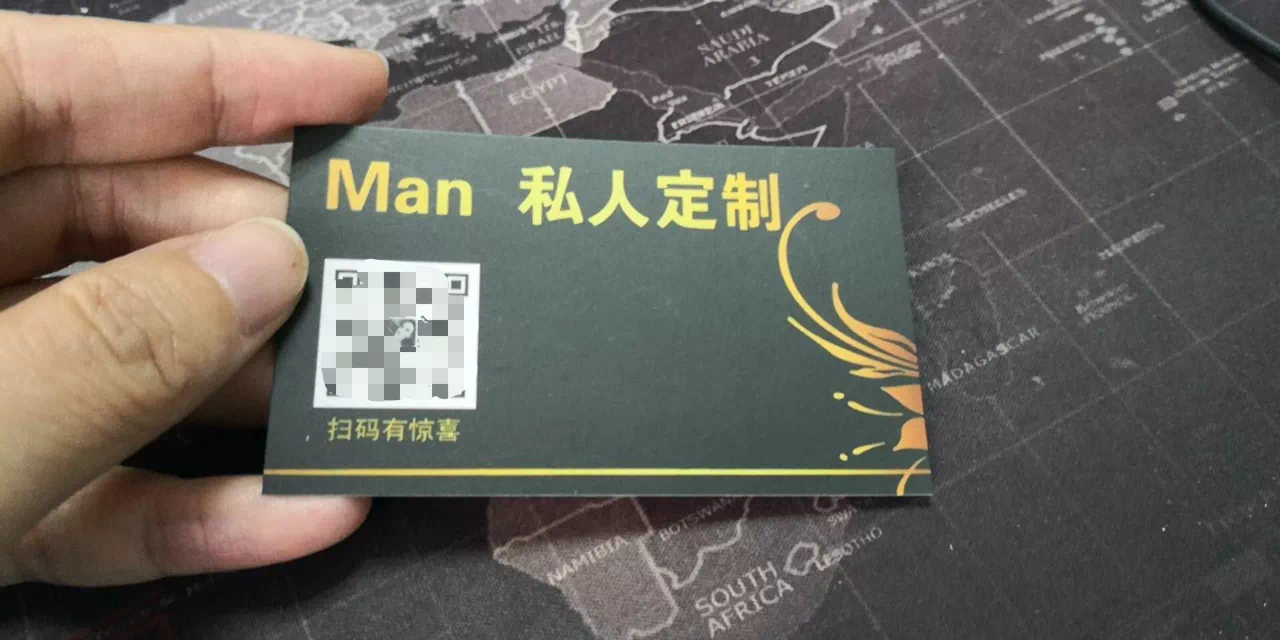 ISRAEL
SAUDI
ARABIA
EGYPT
Man 私人定制
扫码有惊喜
MADAGASCAR
NAMIBIA
BOTSWANA
SOUTH
AFRICA
LESOTHO